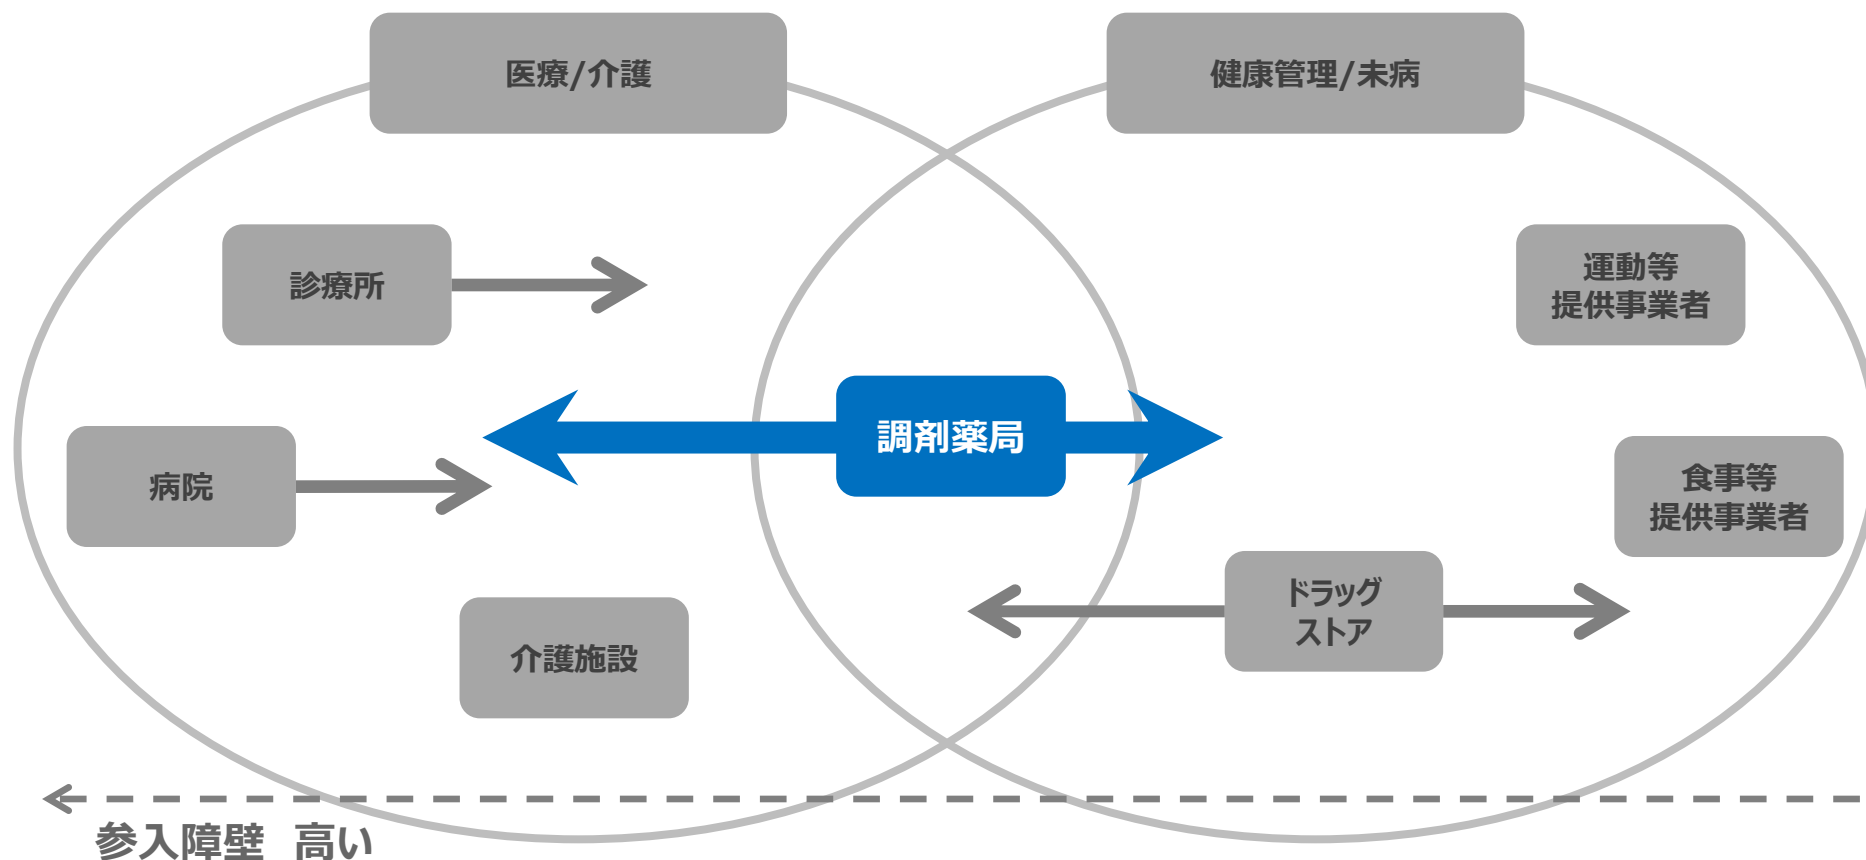 医療/介護
健康管理/未病
診療所
運動等
提供事業者
調剤薬局
病院
食事等
提供事業者
ドラッグ
ストア
介護施設
参入障壁 高い